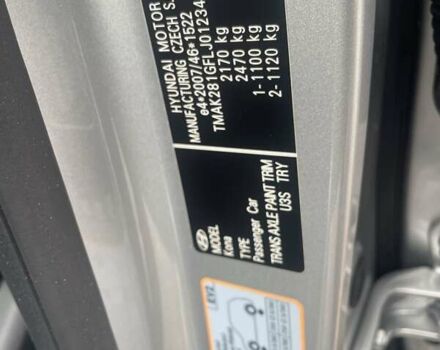 HYUNDAI MOTOR
MANUFACTURING CZECH S.
e4*2007/46*1522
TMAK281GFLJ01234
2170 kg
2470 kg
1-1100 kg
2-1120 kg
MODEL
Kona
TYPE
Passenger Car
TRANS AXLE PAINT TRIM
U3S TRY